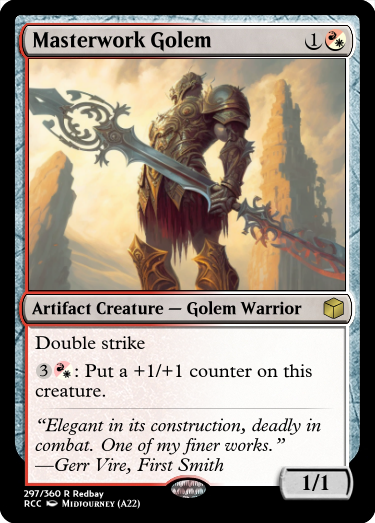 Masterwork Golem 1
Artifact Creature — Golem Warrior
Double strike
3: Put a +1/+1 counter on this
creature.
“Elegant in its construction, deadly in
combat. One of my finer works.”
—Gerr Vire, First Smith
1/1
297/360 R Redbay
RCC Midjourney (A22)